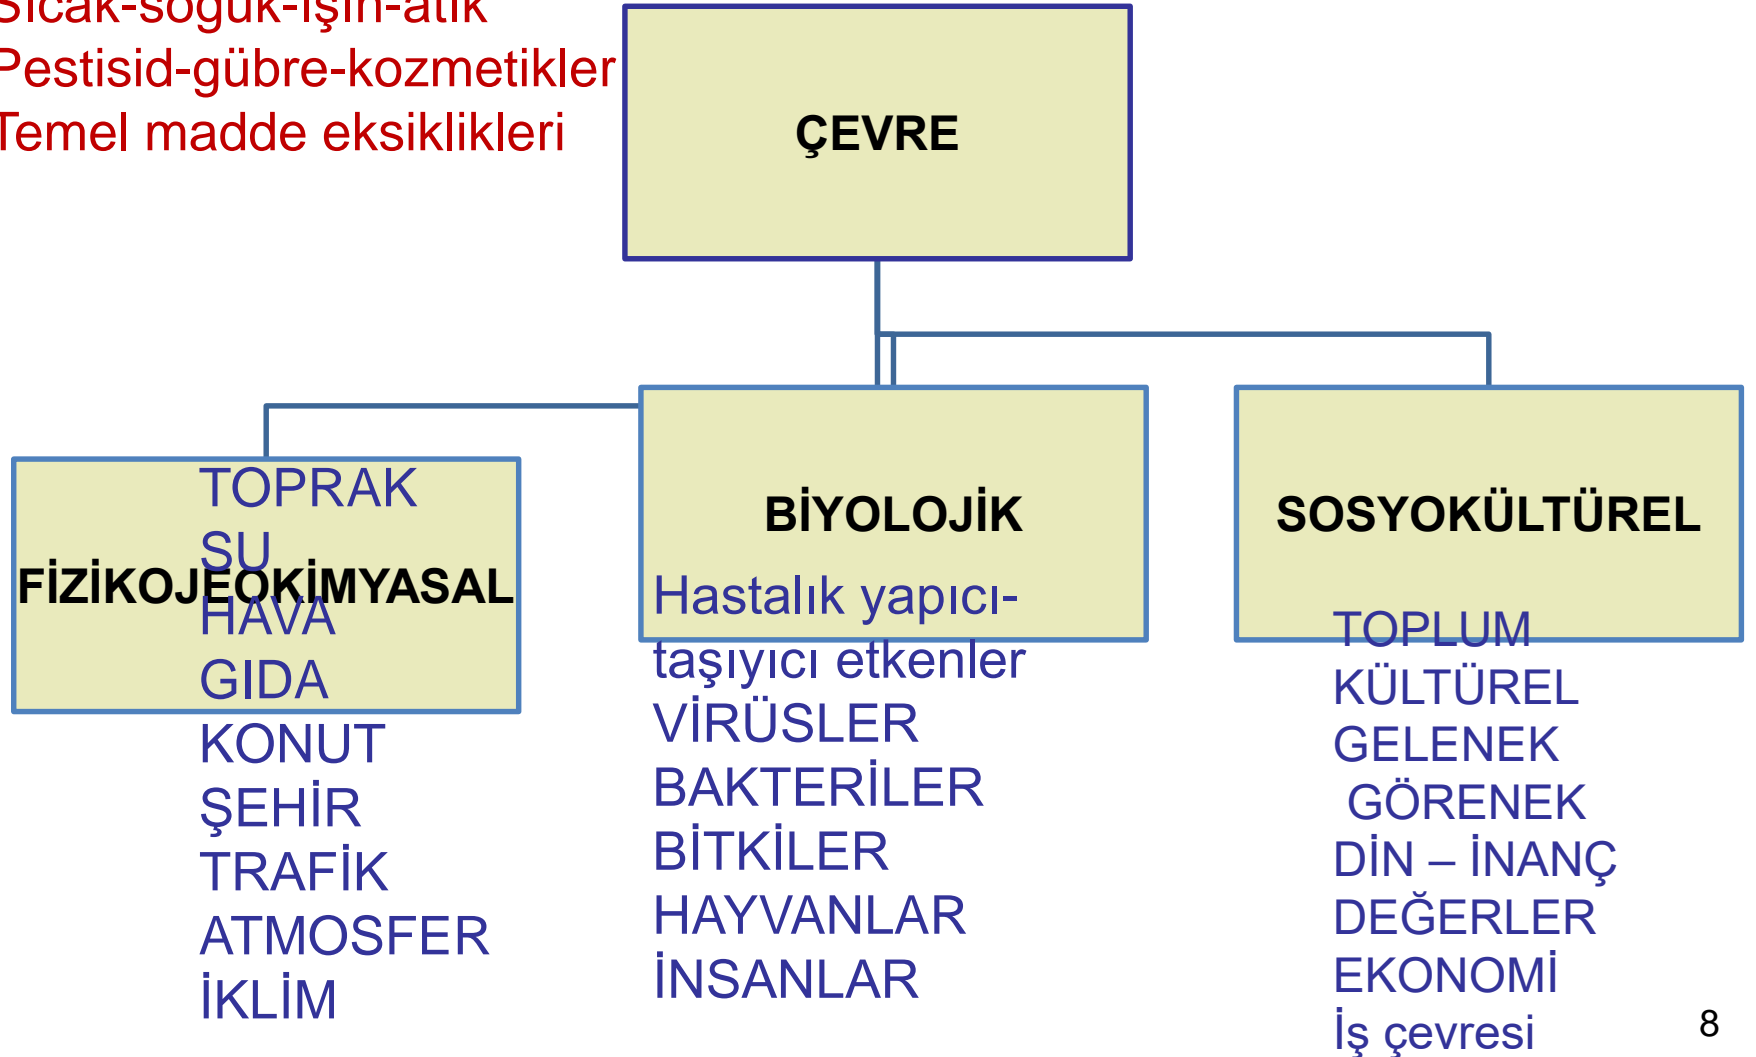 Sıcak-soğuk-ışın-atık
Pestisid-gübre-kozmetikler
Temel madde eksiklikleri
ÇEVRE
FİZİKOJEOKİMYASAL
TOPRAK
SU
HAVA
GIDA
KONUT
ŞEHİR
TRAFİK
ATMOSFER
İKLİM
BİYOLOJİK
Hastalık yapıcı-
taşıyıcı etkenler
VİRÜSLER
BAKTERİLER
BİTKİLER
HAYVANLAR
İNSANLAR
SOSYOKÜLTÜREL
TOPLUM
KÜLTÜREL
GELENEK
GÖRENEK
DİN – İNANÇ
DEĞERLER
EKONOMİ
İş çevresi
8